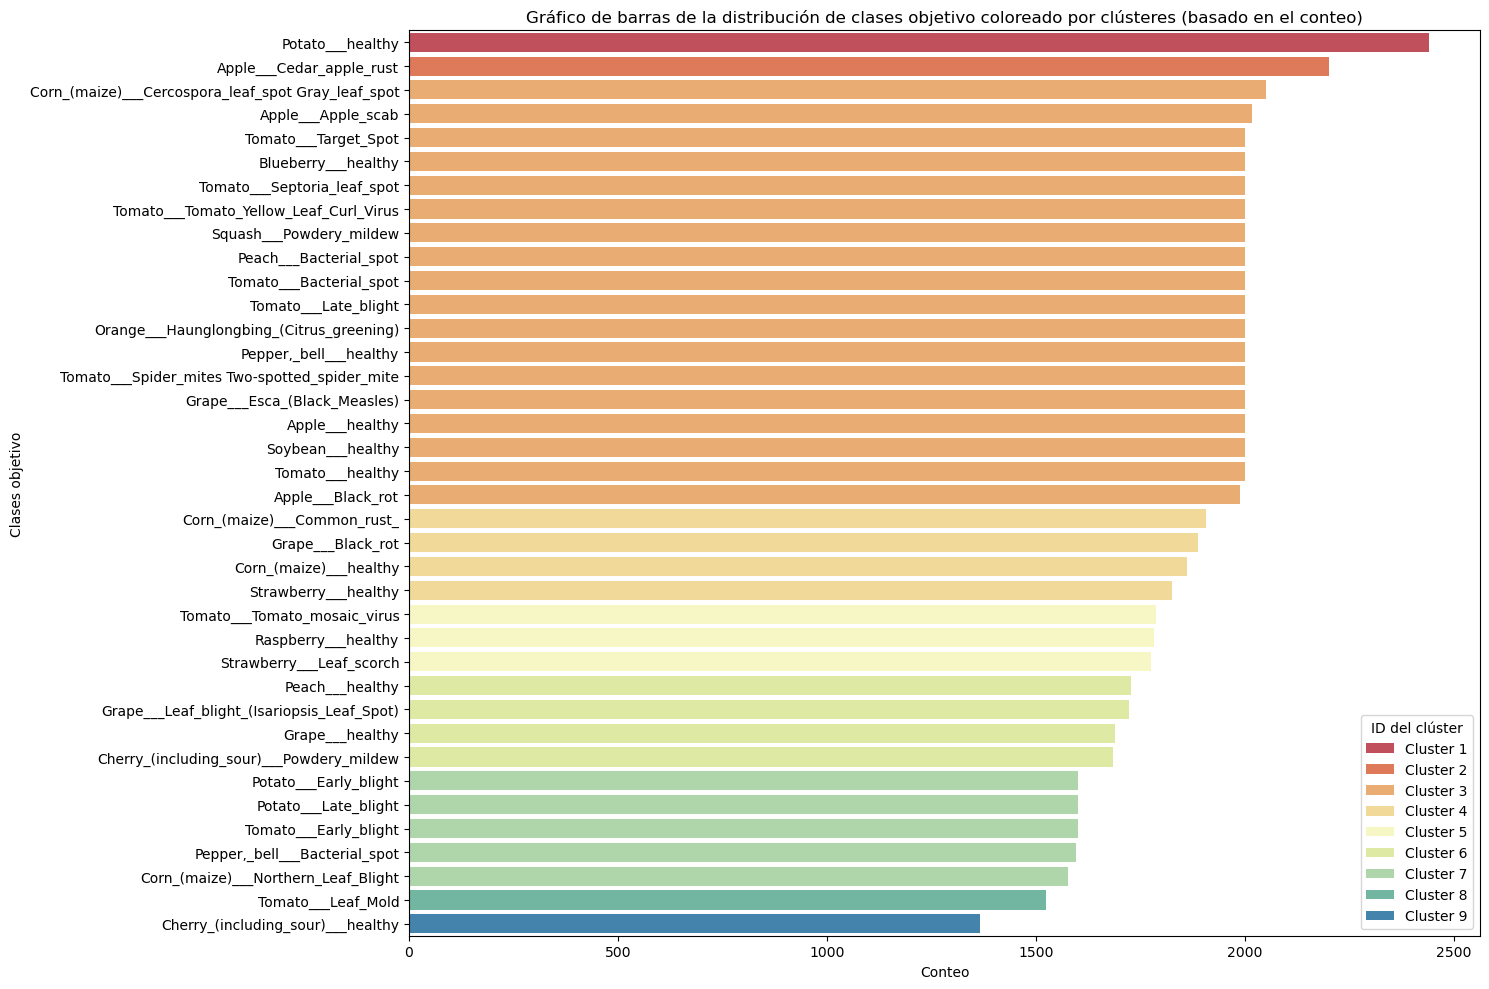 Gráfico de barras de la distribución de clases objetivo coloreado por clústeres (basado en el conteo)
Clases objetivo
Potato___healthy
Apple___Cedar_apple_rust
Corn_(maize)___Cercospora_leaf_spot Gray_leaf_spot
Apple___Apple_scab
Tomato___Target_Spot
Blueberry___healthy
Tomato___Septoria_leaf_spot
Tomato___Tomato_Yellow_Leaf_Curl_Virus
Squash___Powdery_mildew
Peach___Bacterial_spot
Tomato___Bacterial_spot
Tomato___Late_blight
Orange___Haunglongbing_(Citrus_greening)
Pepper,_bell___healthy
Tomato___Spider_mites Two-spotted_spider_mite
Grape___Esca_(Black_Measles)
Apple___healthy
Soybean___healthy
Tomato___healthy
Apple___Black_rot
Corn_(maize)___Common_rust_
Grape___Black_rot
Corn_(maize)___healthy
Strawberry___healthy
Tomato___Tomato_mosaic_virus
Raspberry___healthy
Strawberry___Leaf_scorch
Peach___healthy
Grape___Leaf_blight_(Isariopsis_Leaf_Spot)
Grape___healthy
Cherry_(including_sour)___Powdery_mildew
Potato___Early_blight
Potato___Late_blight
Tomato___Early_blight
Pepper,_bell___Bacterial_spot
Corn_(maize)___Northern_Leaf_Blight
Tomato___Leaf_Mold
Cherry_(including_sour)___healthy
ID del clúster
Cluster 1
Cluster 2
Cluster 3
Cluster 4
Cluster 5
Cluster 6
Cluster 7
Cluster 8
Cluster 9
0 500 1000 1500 2000 2500
Conteo